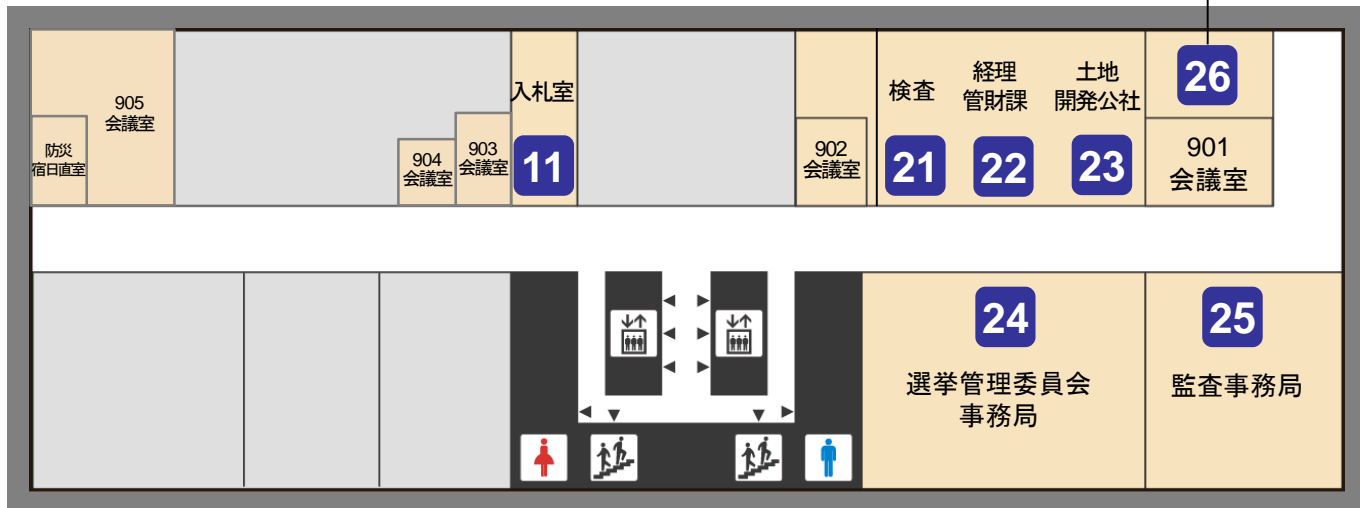 905
会議室
防災
宿日直室
904
会議室
903
会議室
入札室
11
902
会議室
検査
21
経理
管財課
22
土地
開発公社
23
26
901
会議室
24
選挙管理委員会
事務局
25
監査事務局